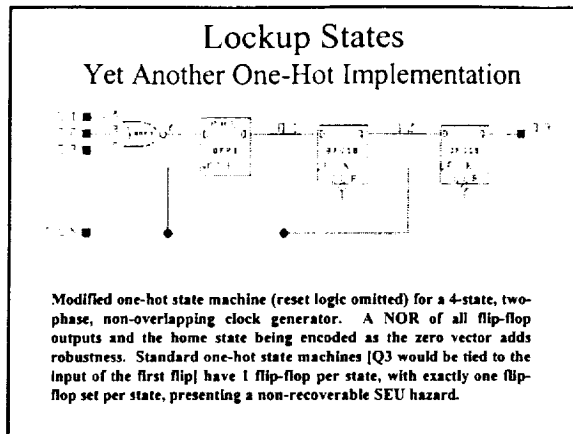 Lockup States
Yet Another One-Hot Implementation
Modified one-hot state machine (reset logic omitted) for a 4-state, two-
phase, non-overlapping clock generator. A NOR of all flip-flop
outputs and the home state being encoded as the zero vector adds
robustness. Standard one-hot state machines [Q3 would be tied to the
input of the first flip] have 1 flip-flop per state, with exactly one flip-
flop set per state, presenting a non-recoverable SEU hazard.